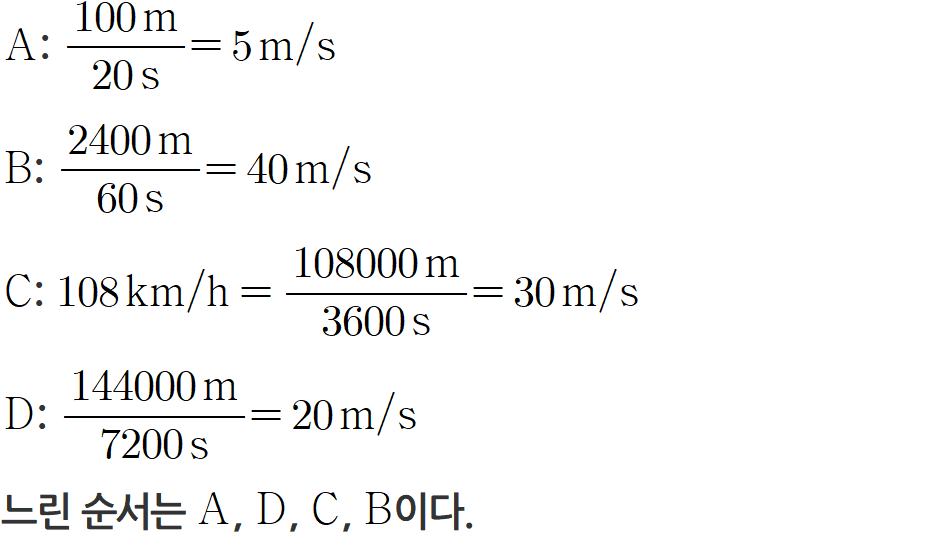 A: 100 m / 20 s = 5 m/s
B: 2400 m / 60 s = 40 m/s
C: 108 km/h = 108000 m / 3600 s = 30 m/s
D: 144000 m / 7200 s = 20 m/s
느린 순서는 A, D, C, B이다.